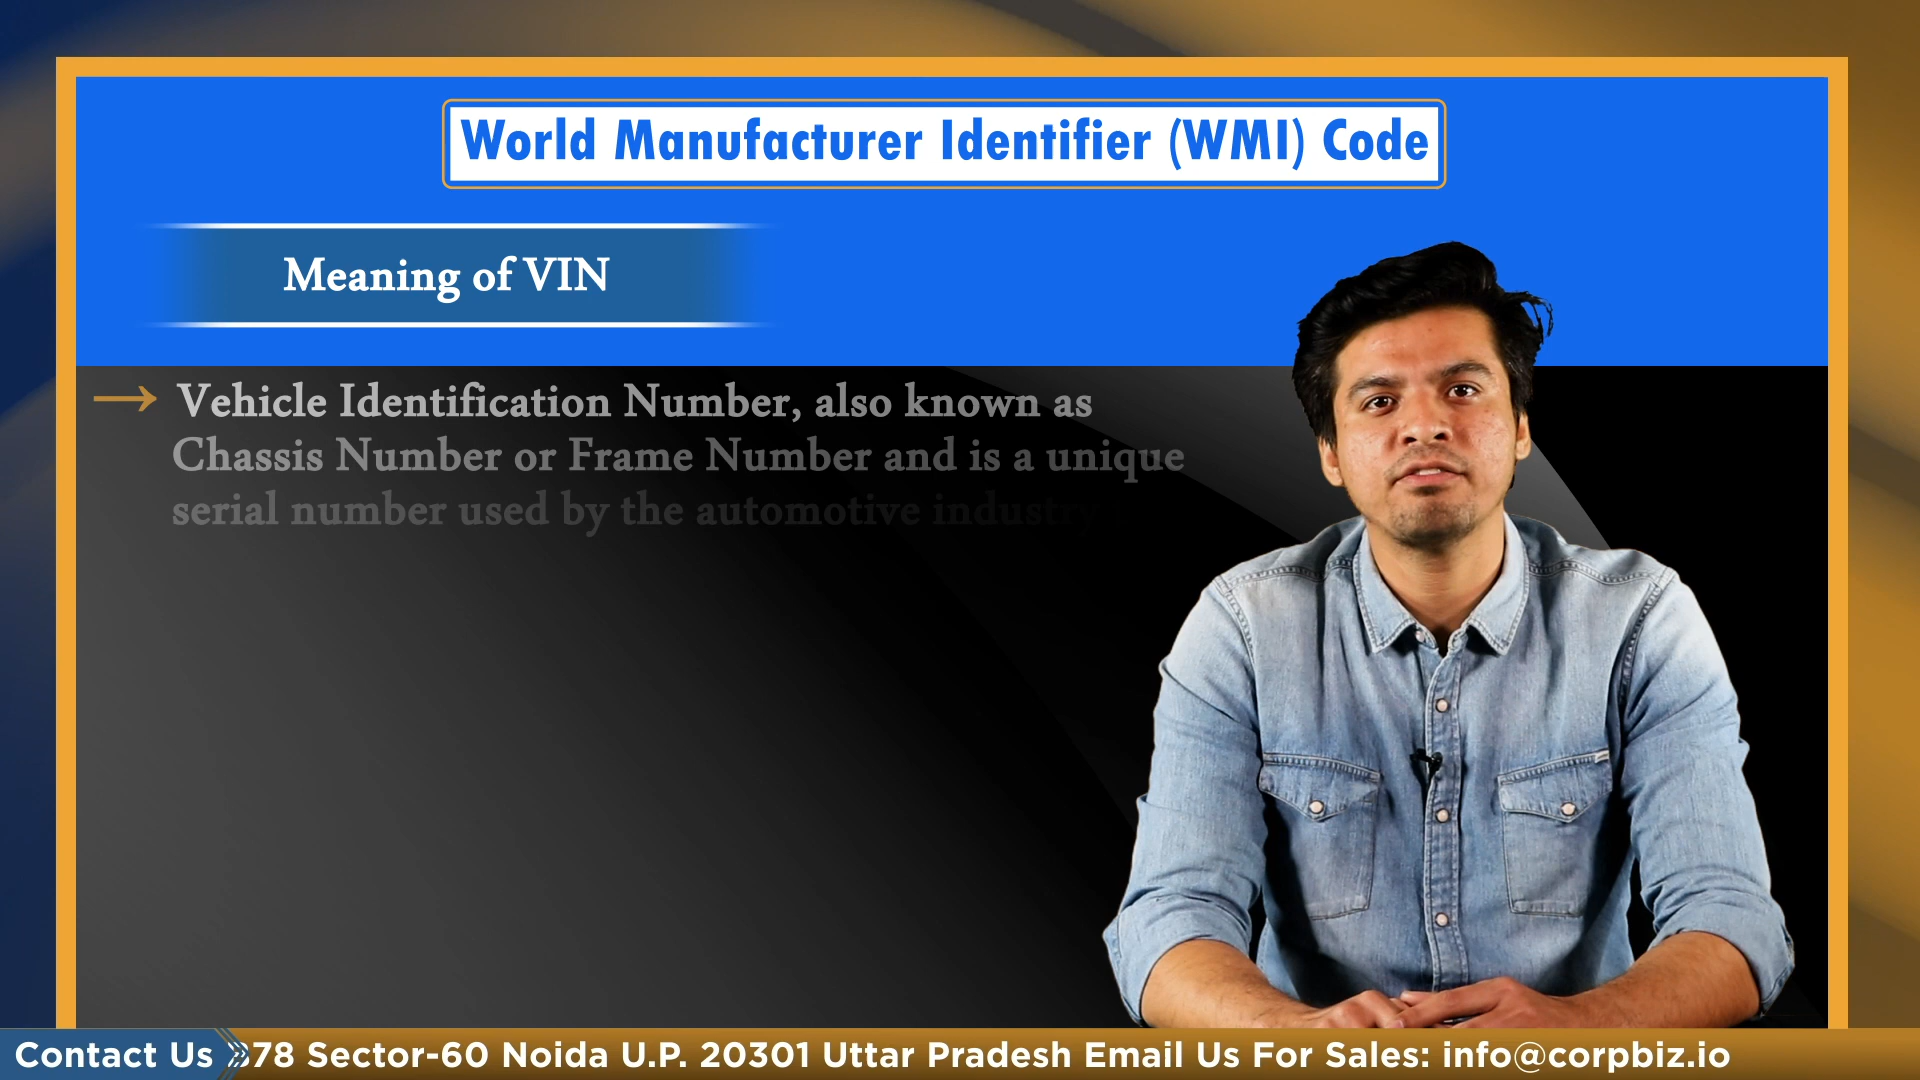 World Manufacturer Identifier (WMI) Code
Meaning of VIN
→ Vehicle Identification Number, also known as
Chassis Number or Frame Number and is a unique
serial number used by the automotive industry
Contact Us 878 Sector-60 Noida U.P. 20301 Uttar Pradesh Email Us For Sales: info@corpbiz.io